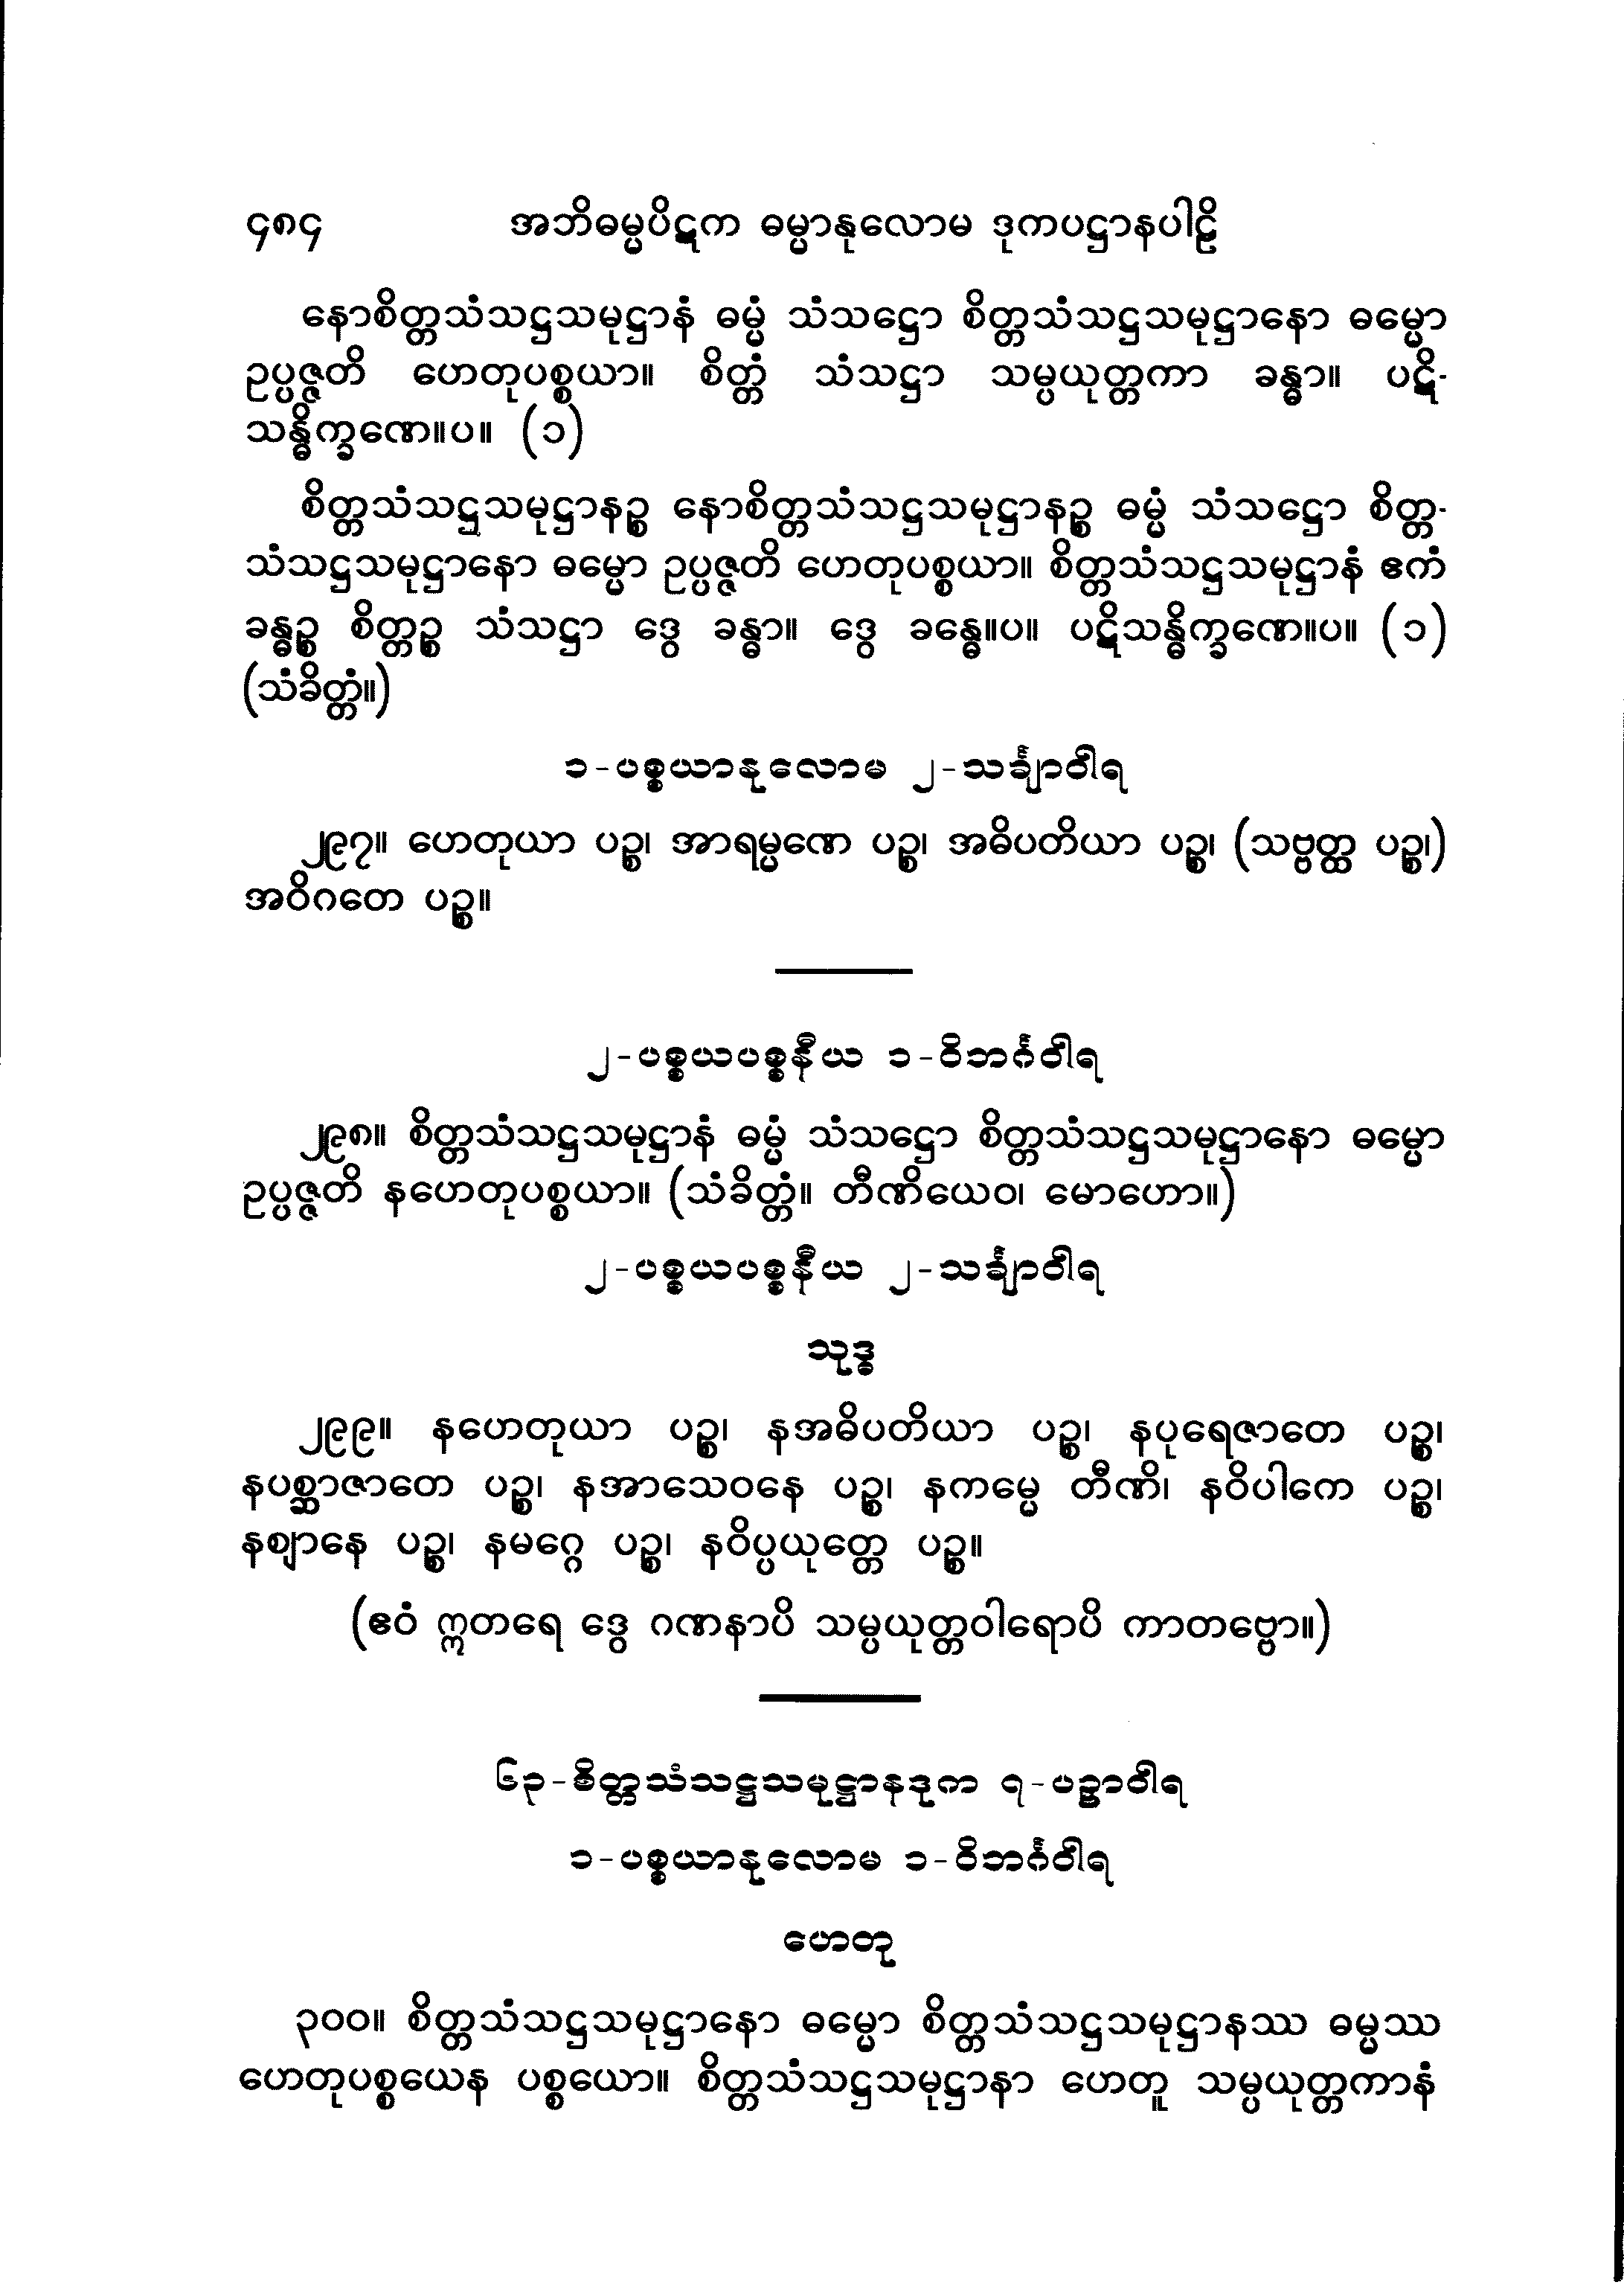 ၄၈၄ အဘိဓမ္မပိဋက ဓမ္မာနုလောမ ဒုကပဋ္ဌာနပါဠိ
နောစိတ္တသံသဋ္ဌသမုဋ္ဌာနံ ဓမ္မံ သံသဋ္ဌော စိတ္တသံသဋ္ဌသမုဋ္ဌာနော ဓမ္မော
ဥပ္ပဇ္ဇတိ ဟေတုပစ္စယာ။ စိတ္တံ သံသဋ္ဌာ သမ္ပယုတ္တကာ ခန္ဓာ။ ပဋိ-
သန္ဓိက္ခဏေ။ပ။ (၁)
စိတ္တသံသဋ္ဌသမုဋ္ဌာနဉ္စ နောစိတ္တသံသဋ္ဌသမုဋ္ဌာနဉ္စ ဓမ္မံ သံသဋ္ဌော စိတ္တ-
သံသဋ္ဌသမုဋ္ဌာနော ဓမ္မော ဥပ္ပဇ္ဇတိ ဟေတုပစ္စယာ။ စိတ္တသံသဋ္ဌသမုဋ္ဌာနံ ဧကံ
ခန္ဓဉ္စ စိတ္တဉ္စ သံသဋ္ဌာ ဒွေ ခန္ဓာ။ ဒွေ ခန္ဓေ။ပ။ ပဋိသန္ဓိက္ခဏေ။ပ။ (၁)
(သံခိတ္တံ။)
၁-ပစ္စယာနုလောမ ၂-သင်္ချာဝါရ
၂၉၇။ ဟေတုယာ ပဉ္စ၊ အာရမ္မဏေ ပဉ္စ၊ အဓိပတိယာ ပဉ္စ၊ (သဗ္ဗတ္ထ ပဉ္စ၊)
အဝိဂတေ ပဉ္စ။
၂-ပစ္စယပစ္စနီယ ၁-ဝိဘင်္ဂဝါရ
၂၉၈။ စိတ္တသံသဋ္ဌသမုဋ္ဌာနံ ဓမ္မံ သံသဋ္ဌော စိတ္တသံသဋ္ဌသမုဋ္ဌာနော ဓမ္မော
ဥပ္ပဇ္ဇတိ နဟေတုပစ္စယာ။ (သံခိတ္တံ။ တီဏိယေဝ၊ မောဟော။)
၂-ပစ္စယပစ္စနီယ ၂-သင်္ချာဝါရ
သုဒ္ဓ
၂၉၉။ နဟေတုယာ ပဉ္စ၊ နအဓိပတိယာ ပဉ္စ၊ နပုရေဇာတေ ပဉ္စ၊
နပစ္ဆာဇာတေ ပဉ္စ၊ နအာသေဝနေ ပဉ္စ၊ နကမ္မေ တီဏိ၊ နဝိပါကေ ပဉ္စ၊
နဈာနေ ပဉ္စ၊ နမဂ္ဂေ ပဉ္စ၊ နဝိပ္ပယုတ္တေ ပဉ္စ။
(ဧဝံ ဣတရေ ဒွေ ဂဏနာပိ သမ္ပယုတ္တဝါရောပိ ကာတဗ္ဗော။)
၆၃-စိတ္တသံသဋ္ဌသမုဋ္ဌာနဒုက ၇-ပဉှာဝါရ
၁-ပစ္စယာနုလောမ ၁-ဝိဘင်္ဂဝါရ
ဟေတု
၃၀၀။ စိတ္တသံသဋ္ဌသမုဋ္ဌာနော ဓမ္မော စိတ္တသံသဋ္ဌသမုဋ္ဌာနဿ ဓမ္မဿ
ဟေတုပစ္စယေန ပစ္စယော။ စိတ္တသံသဋ္ဌသမုဋ္ဌာနာ ဟေတူ သမ္ပယုတ္တကာနံ